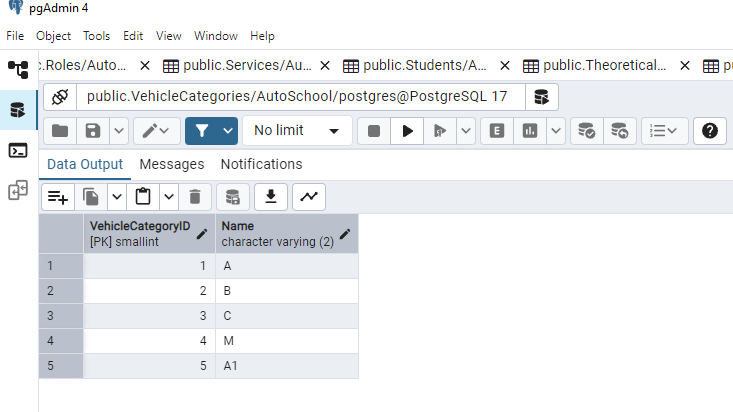 pgAdmin 4
File Object Tools Edit View Window Help
:.Roles/Auto... public.Services/Au... public.Students/A... public.Theoretical... pu
public.VehicleCategories/AutoSchool/postgres@PostgreSQL 17
No limit
E
Data Output Messages Notifications
VehicleCategoryID Name
[PK] smallint character varying (2)
1 1 A
2 2 B
3 3 C
4 4 M
5 5 A1